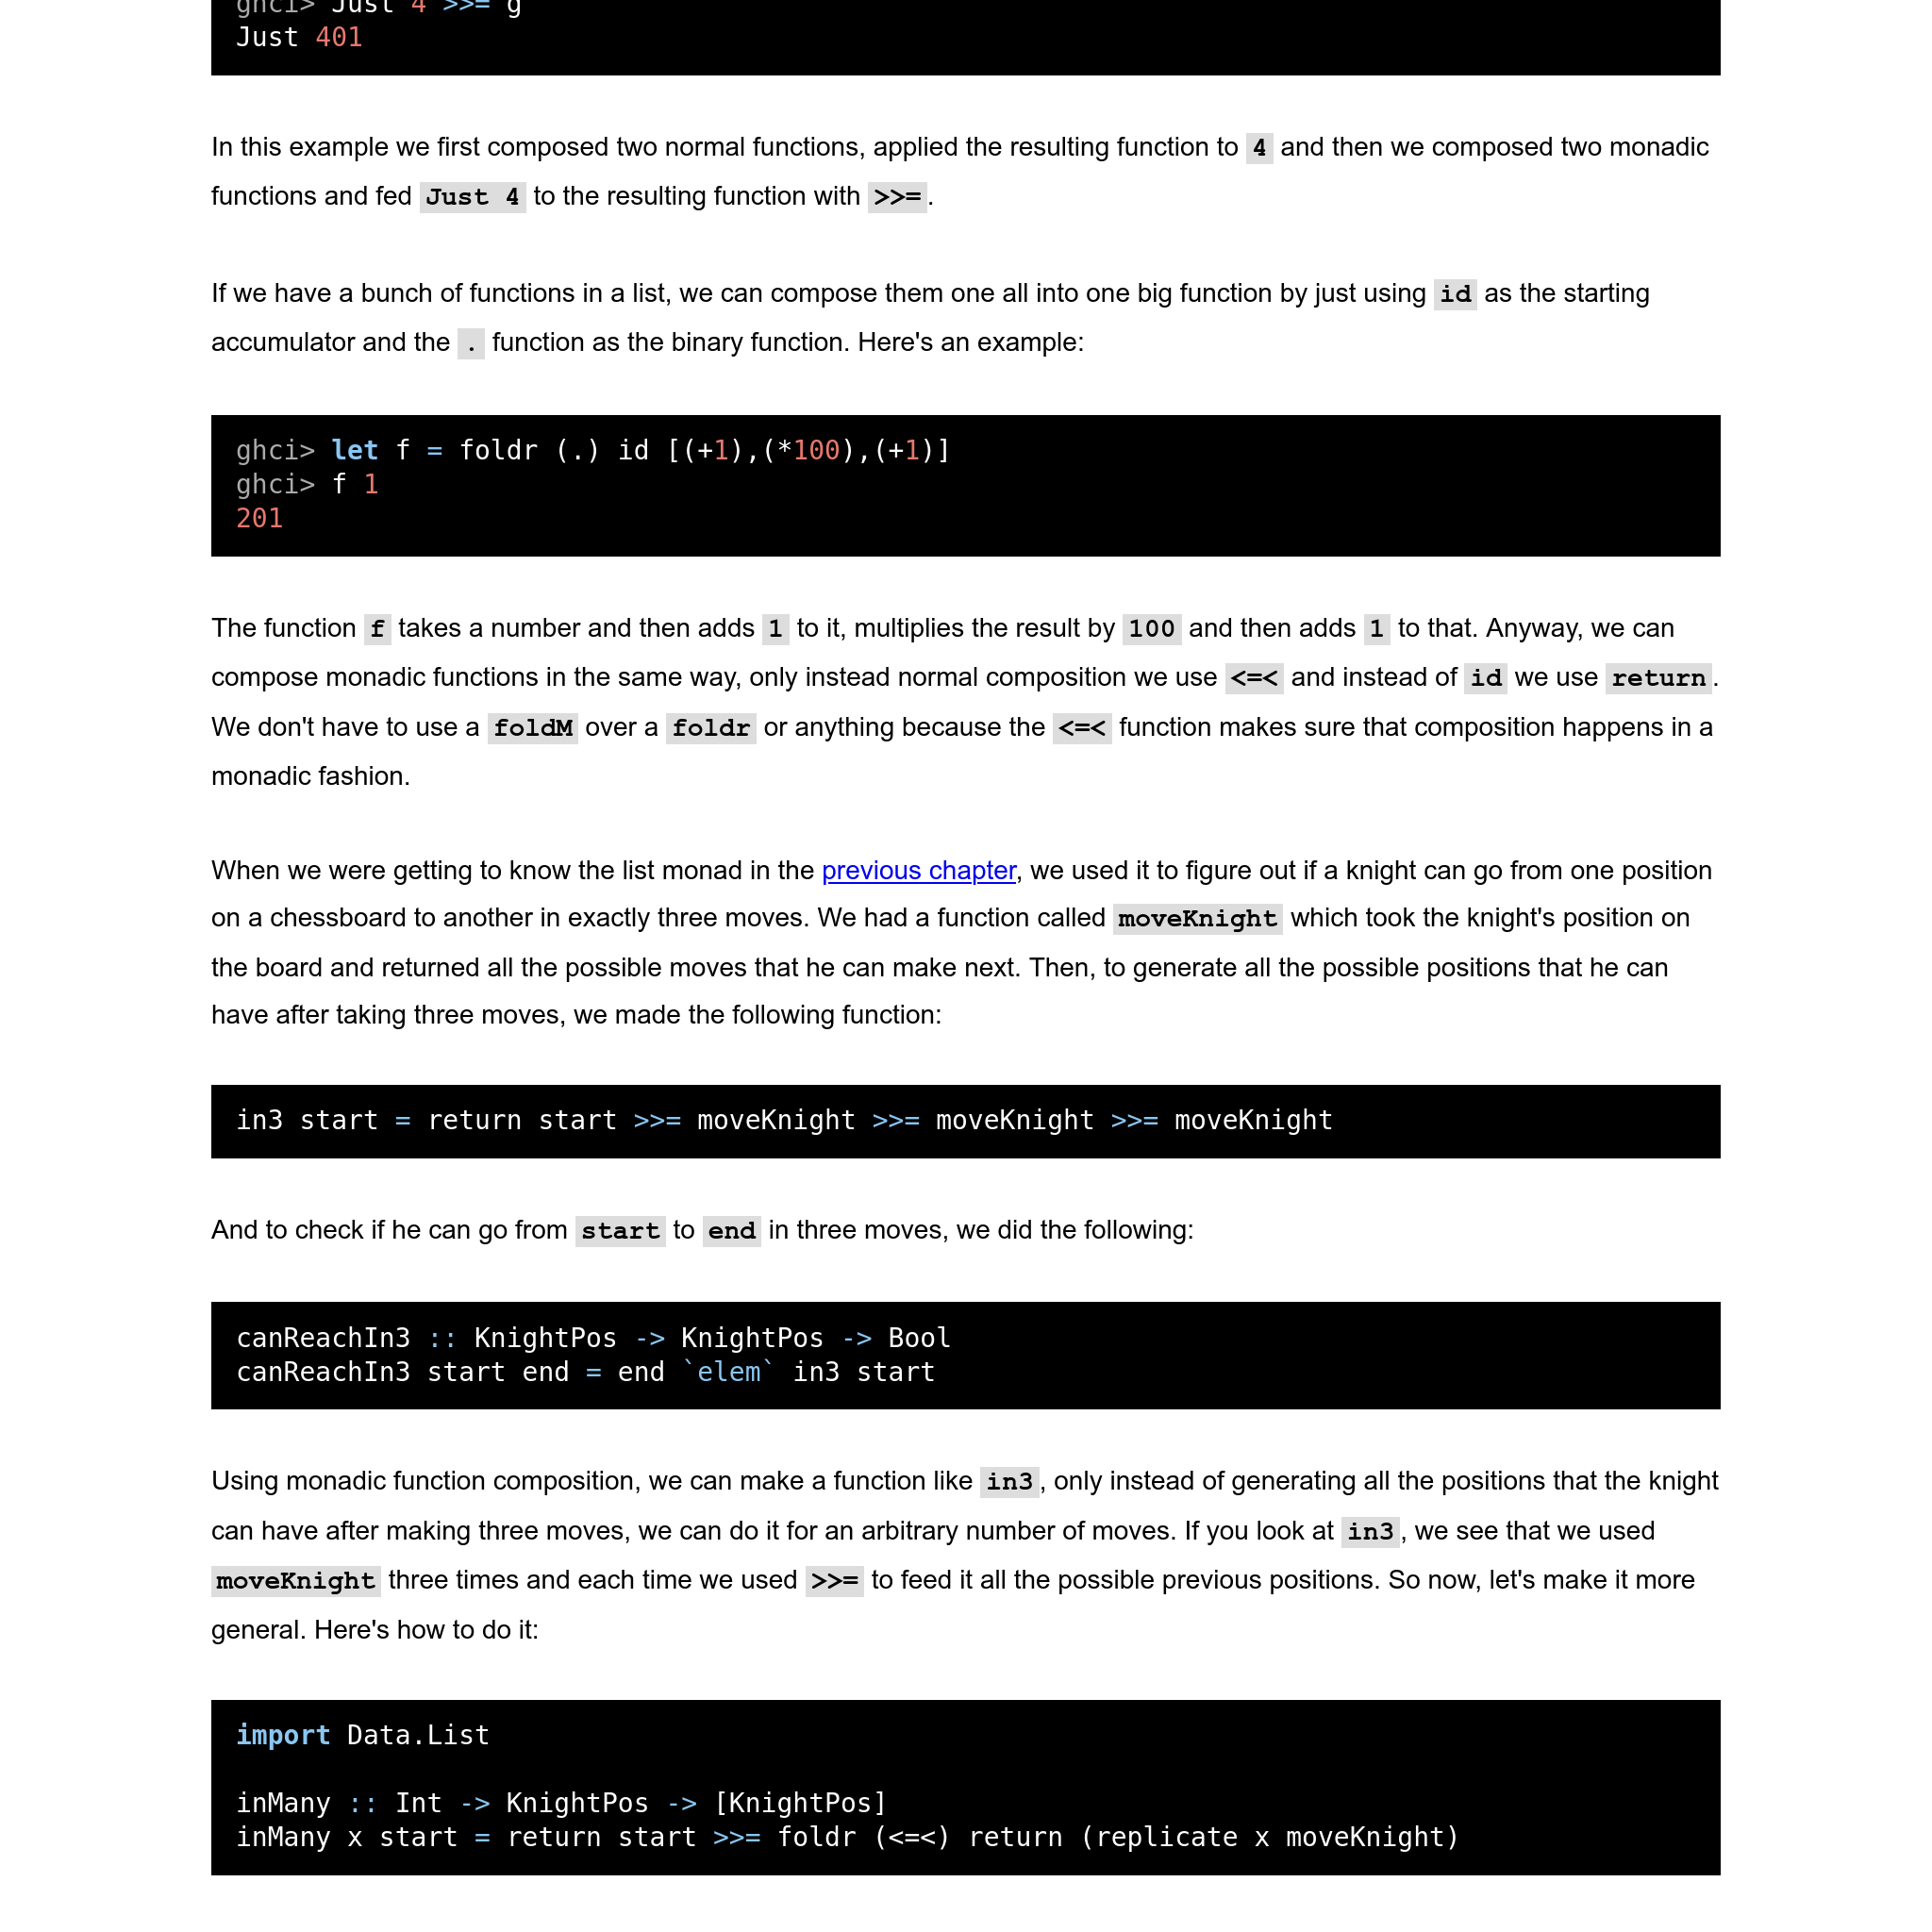 ghci> Just 4 >>= g
Just 401
In this example we first composed two normal functions, applied the resulting function to 4 and then we composed two monadic
functions and fed Just 4 to the resulting function with >>=.
If we have a bunch of functions in a list, we can compose them one all into one big function by just using id as the starting
accumulator and the . function as the binary function. Here's an example:
ghci> let f = foldr (.) id [(+1),(*100),(+1)]
ghci> f 1
201
The function f takes a number and then adds 1 to it, multiplies the result by 100 and then adds 1 to that. Anyway, we can
compose monadic functions in the same way, only instead normal composition we use <=< and instead of id we use return.
We don't have to use a foldM over a foldr or anything because the <=< function makes sure that composition happens in a
monadic fashion.
When we were getting to know the list monad in the previous chapter, we used it to figure out if a knight can go from one position
on a chessboard to another in exactly three moves. We had a function called moveKnight which took the knight's position on
the board and returned all the possible moves that he can make next. Then, to generate all the possible positions that he can
have after taking three moves, we made the following function:
in3 start = return start >>= moveKnight >>= moveKnight >>= moveKnight
And to check if he can go from start to end in three moves, we did the following:
canReachIn3 :: KnightPos -> KnightPos -> Bool
canReachIn3 start end = end `elem` in3 start
Using monadic function composition, we can make a function like in3, only instead of generating all the positions that the knight
can have after making three moves, we can do it for an arbitrary number of moves. If you look at in3, we see that we used
moveKnight three times and each time we used >>= to feed it all the possible previous positions. So now, let's make it more
general. Here's how to do it:
import Data.List
inMany :: Int -> KnightPos -> [KnightPos]
inMany x start = return start >>= foldr (<=<) return (replicate x moveKnight)